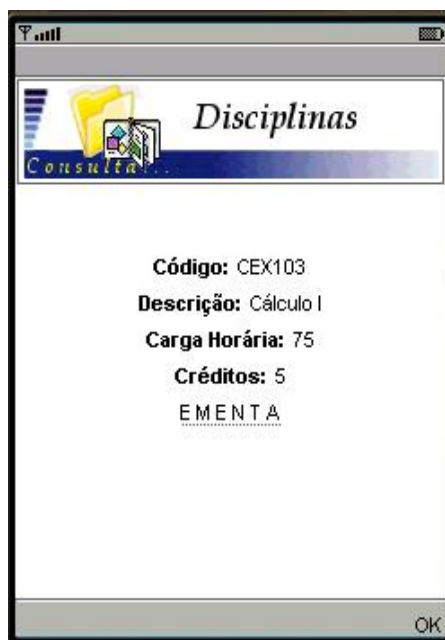 Disciplinas
Consulta...
Código: CEX103
Descrição: Cálculo I
Carga Horária: 75
Créditos: 5
EMENTA
OK